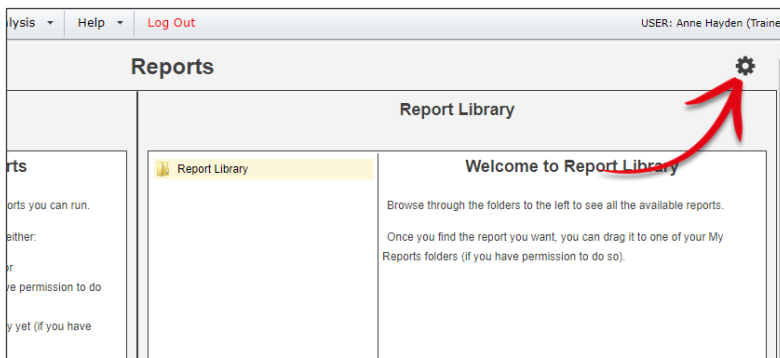 lysis Help Log Out USER: Anne Hayden (Traine
Reports
rts
orts you can run.
either:
or
ve permission to do
y yet (if you have
Report Library
Report Library
Welcome to Report Library
Browse through the folders to the left to see all the available reports.
Once you find the report you want, you can drag it to one of your My
Reports folders (if you have permission to do so).